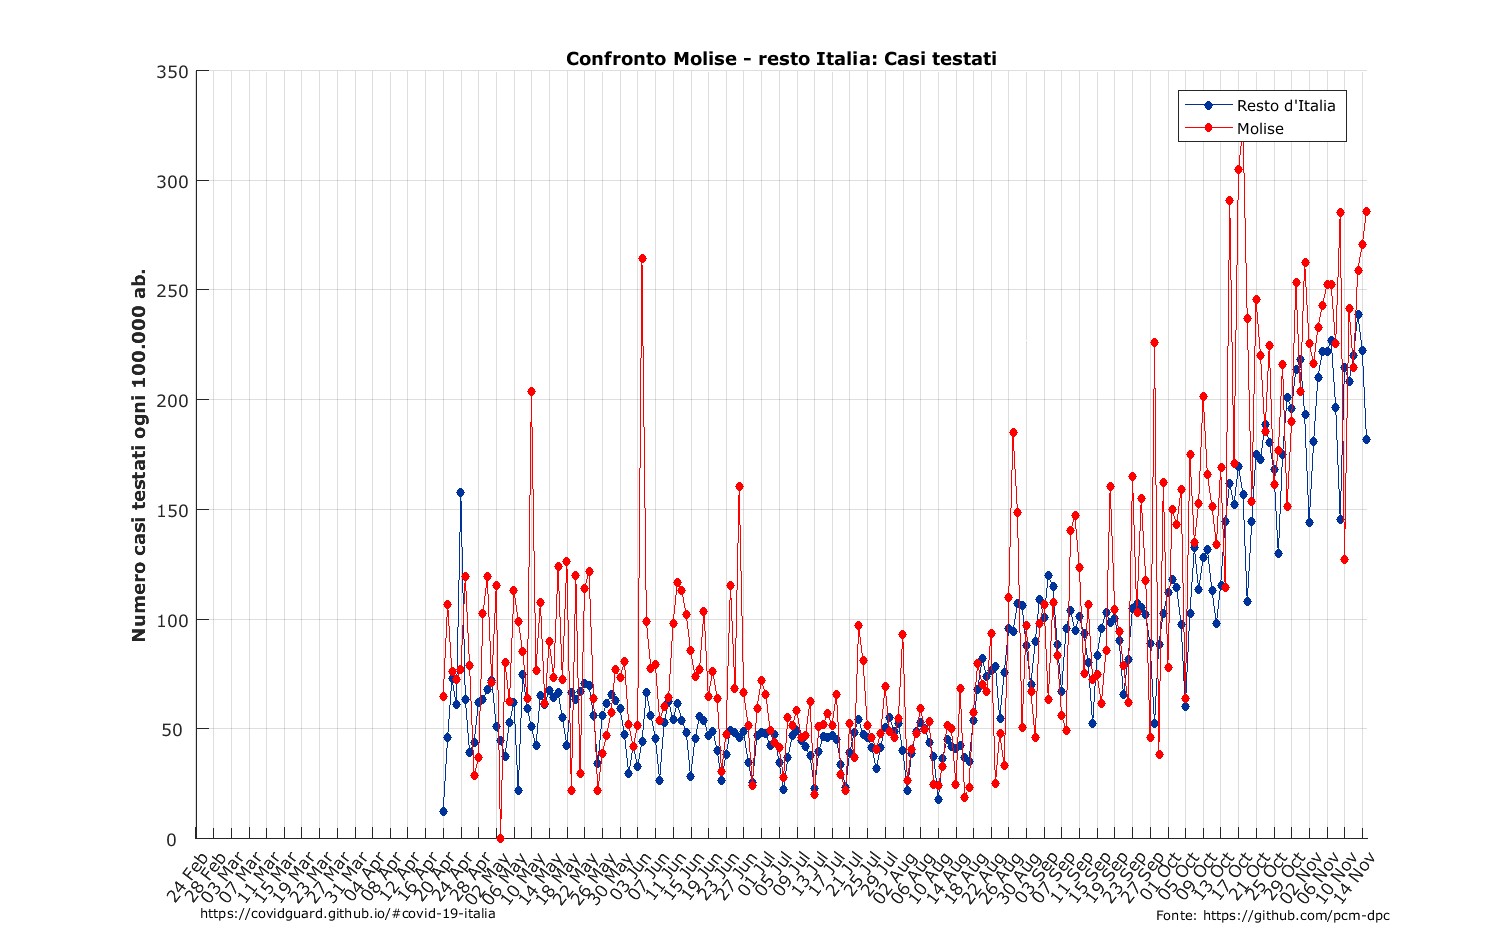 Confronto Molise - resto Italia: Casi testati
350
300
250
200
150
100
50
0
Numero casi testati ogni 100.000 ab.
Resto d'Italia
Molise
24 Feb
28 Feb
03 Mar
07 Mar
11 Mar
15 Mar
19 Mar
23 Mar
27 Mar
31 Mar
04 Apr
08 Apr
12 Apr
16 Apr
20 Apr
24 Apr
28 Apr
02 May
06 May
10 May
14 May
18 May
22 May
26 May
30 May
03 Jun
07 Jun
11 Jun
15 Jun
19 Jun
23 Jun
27 Jun
01 Jul
05 Jul
09 Jul
13 Jul
17 Jul
21 Jul
25 Jul
29 Jul
02 Aug
06 Aug
10 Aug
14 Aug
18 Aug
22 Aug
26 Aug
30 Aug
03 Sep
07 Sep
11 Sep
15 Sep
19 Sep
23 Sep
27 Sep
01 Oct
05 Oct
09 Oct
13 Oct
17 Oct
21 Oct
25 Oct
29 Oct
02 Nov
06 Nov
10 Nov
14 Nov
https://covidguard.github.io/#covid-19-italia
Fonte: https://github.com/pcm-dpc